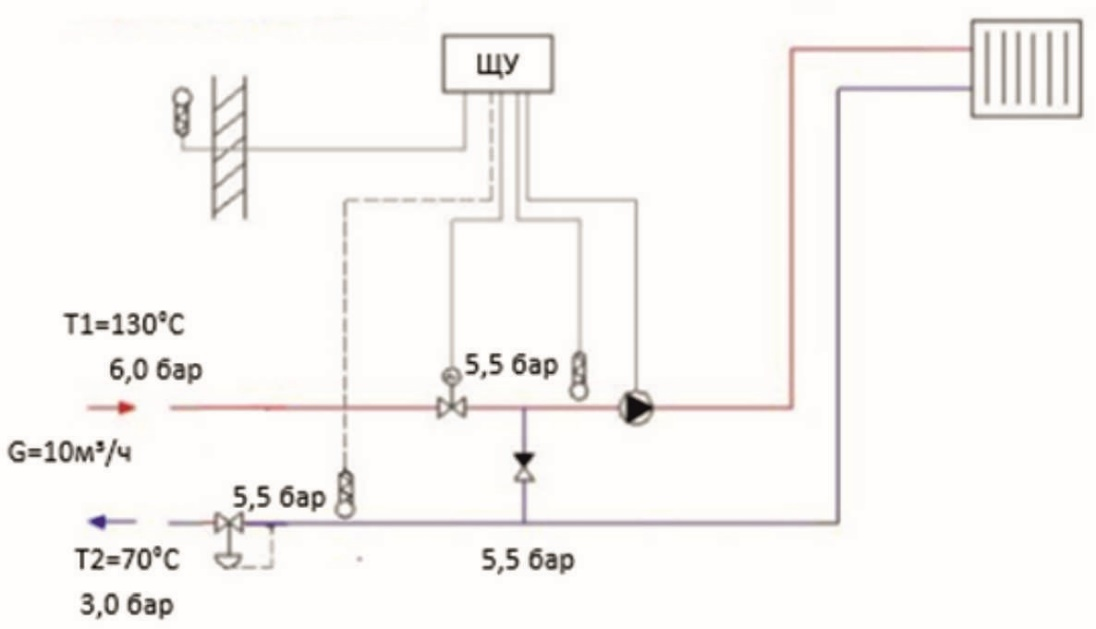 ЩУ
T1=130°C
6,0 бар
5,5 бар
G=10м³/ч
5,5 бар
T2=70°C
5,5 бар
3,0 бар